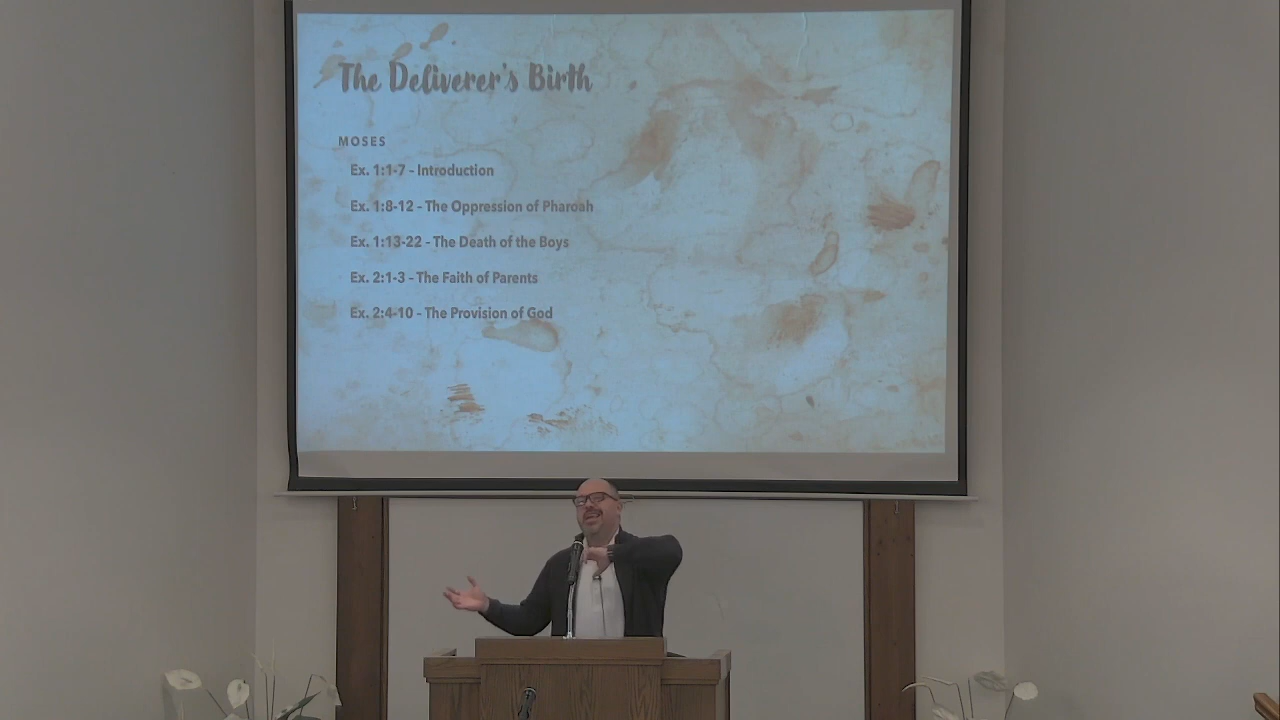 The Deliverer's Birth
MOSES
Ex. 1:1-7 - Introduction
Ex. 1:8-12 - The Oppression of Pharoah
Ex. 1:13-22 - The Death of the Boys
Ex. 2:1-3 - The Faith of Parents
Ex. 2:4-10 - The Provision of God